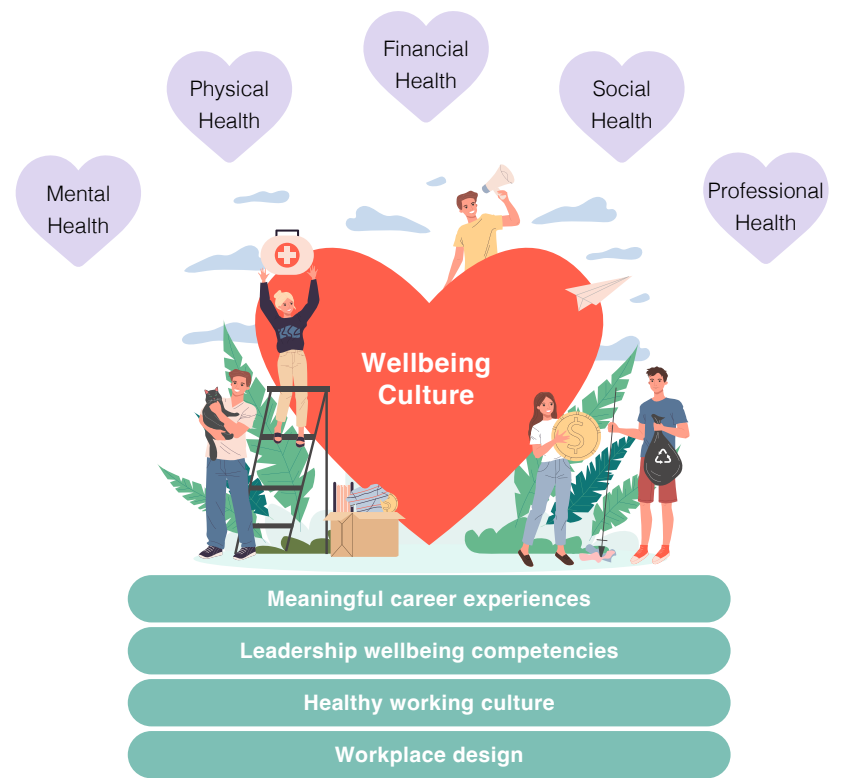 Financial
Health
Physical
Health
Social
Health
Mental
Health
Professional
Health
Wellbeing
Culture
$
Meaningful career experiences
Leadership wellbeing competencies
Healthy working culture
Workplace design